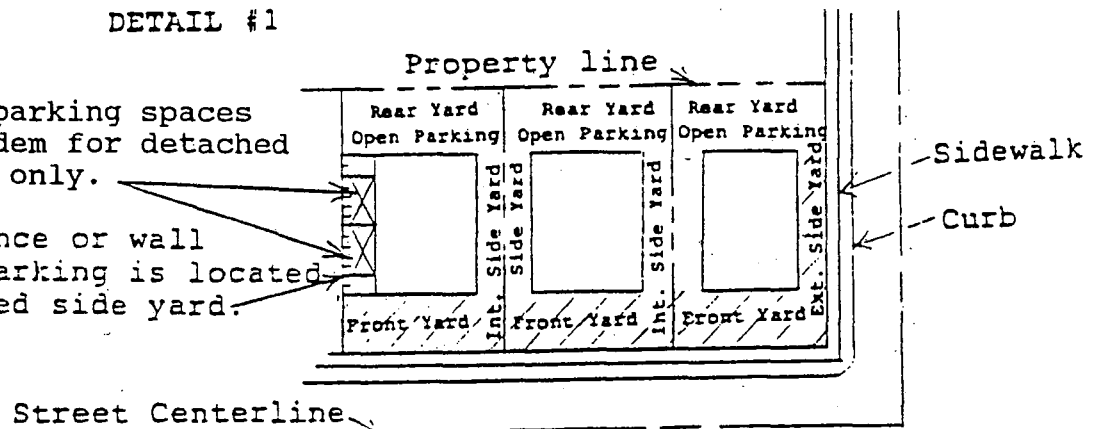 DETAIL #1
Property line
parking spaces
dem for detached
only.
nce or wall
arking is located
ed side yard.
Rear Yard
Open Parking
Rear Yard
Open Parking
Rear Yard
Open Parking
Int. Side Yard
Side Yard
Int. Side Yard
Ext. Side Yard
Front Yard
Front Yard
Front Yard
Sidewalk
Curb
Street Centerline